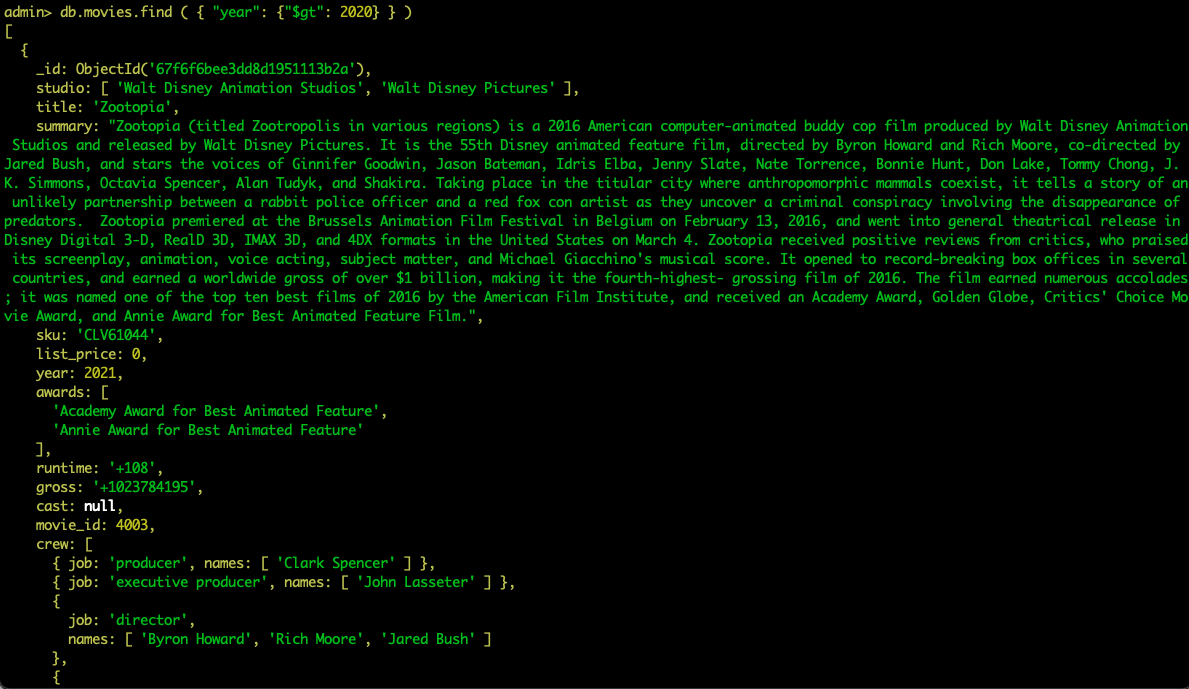 admin> db.movies.find ( { "year": {"$gt": 2020} } )
[
  {
    _id: ObjectId('67f6f6bee3dd8d1951113b2a'),
    studio: [ 'Walt Disney Animation Studios', 'Walt Disney Pictures' ],
    title: 'Zootopia',
    summary: "Zootopia (titled Zootropolis in various regions) is a 2016 American computer-animated buddy cop film produced by Walt Disney Animation
 Studios and released by Walt Disney Pictures. It is the 55th Disney animated feature film, directed by Byron Howard and Rich Moore, co-directed by
Jared Bush, and stars the voices of Ginnifer Goodwin, Jason Bateman, Idris Elba, Jenny Slate, Nate Torrence, Bonnie Hunt, Don Lake, Tommy Chong, J.
K. Simmons, Octavia Spencer, Alan Tudyk, and Shakira. Taking place in the titular city where anthropomorphic mammals coexist, it tells a story of an
 unlikely partnership between a rabbit police officer and a red fox con artist as they uncover a criminal conspiracy involving the disappearance of
predators.  Zootopia premiered at the Brussels Animation Film Festival in Belgium on February 13, 2016, and went into general theatrical release in
Disney Digital 3-D, RealD 3D, IMAX 3D, and 4DX formats in the United States on March 4. Zootopia received positive reviews from critics, who praised
 its screenplay, animation, voice acting, subject matter, and Michael Giacchino's musical score. It opened to record-breaking box offices in several
 countries, and earned a worldwide gross of over $1 billion, making it the fourth-highest- grossing film of 2016. The film earned numerous accolades
; it was named one of the top ten best films of 2016 by the American Film Institute, and received an Academy Award, Golden Globe, Critics' Choice Mo
vie Award, and Annie Award for Best Animated Feature Film.",
    sku: 'CLV61044',
    list_price: 0,
    year: 2021,
    awards: [
      'Academy Award for Best Animated Feature',
      'Annie Award for Best Animated Feature'
    ],
    runtime: '+108',
    gross: '+1023784195',
    cast: null,
    movie_id: 4003,
    crew: [
      { job: 'producer', names: [ 'Clark Spencer' ] },
      { job: 'executive producer', names: [ 'John Lasseter' ] },
      {
        job: 'director',
        names: [ 'Byron Howard', 'Rich Moore', 'Jared Bush' ]
      },
      {